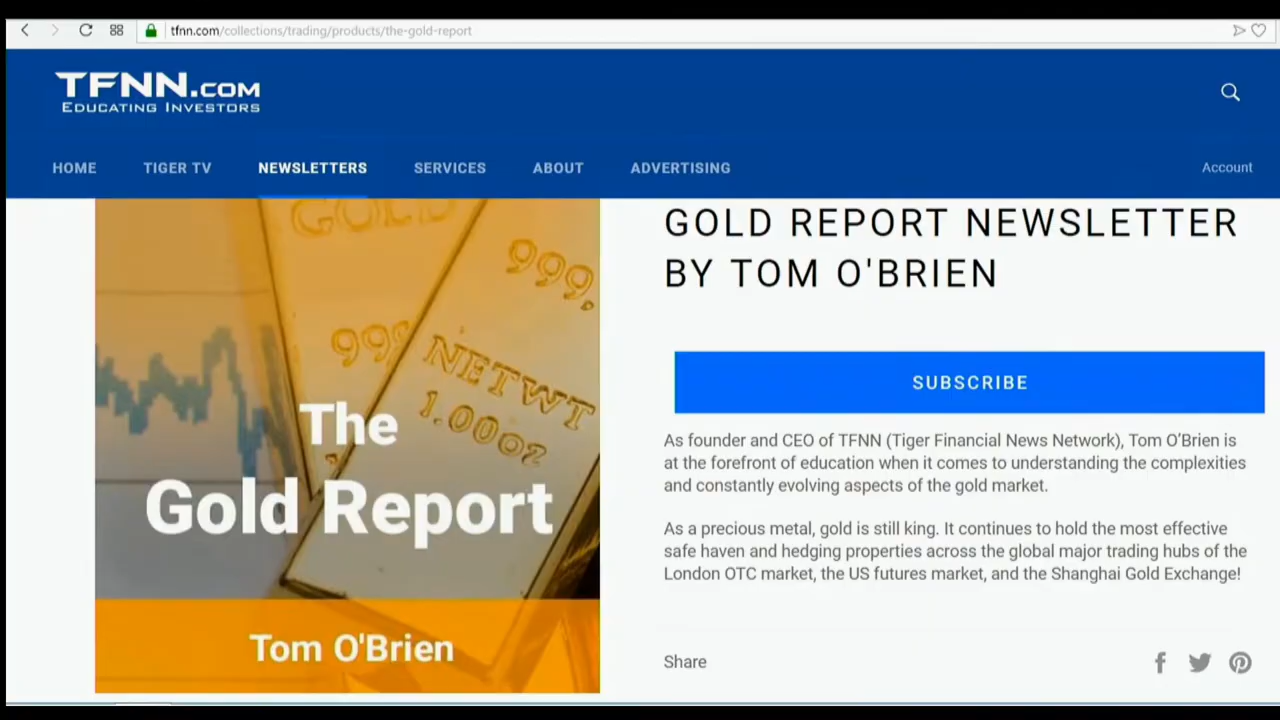 tfnn.com/collections/trading/products/the-gold-report
TFNN.COM
EDUCATING INVESTORS
HOME
TIGER TV
NEWSLETTERS
SERVICES
ABOUT
ADVERTISING
Account
GOLD
999,
999
NETWT
1.00oz
The
Gold Report
Tom O'Brien
GOLD REPORT NEWSLETTER
BY TOM O'BRIEN
SUBSCRIBE
As founder and CEO of TFNN (Tiger Financial News Network), Tom O’Brien is
at the forefront of education when it comes to understanding the complexities
and constantly evolving aspects of the gold market.
As a precious metal, gold is still king. It continues to hold the most effective
safe haven and hedging properties across the global major trading hubs of the
London OTC market, the US futures market, and the Shanghai Gold Exchange!
Share